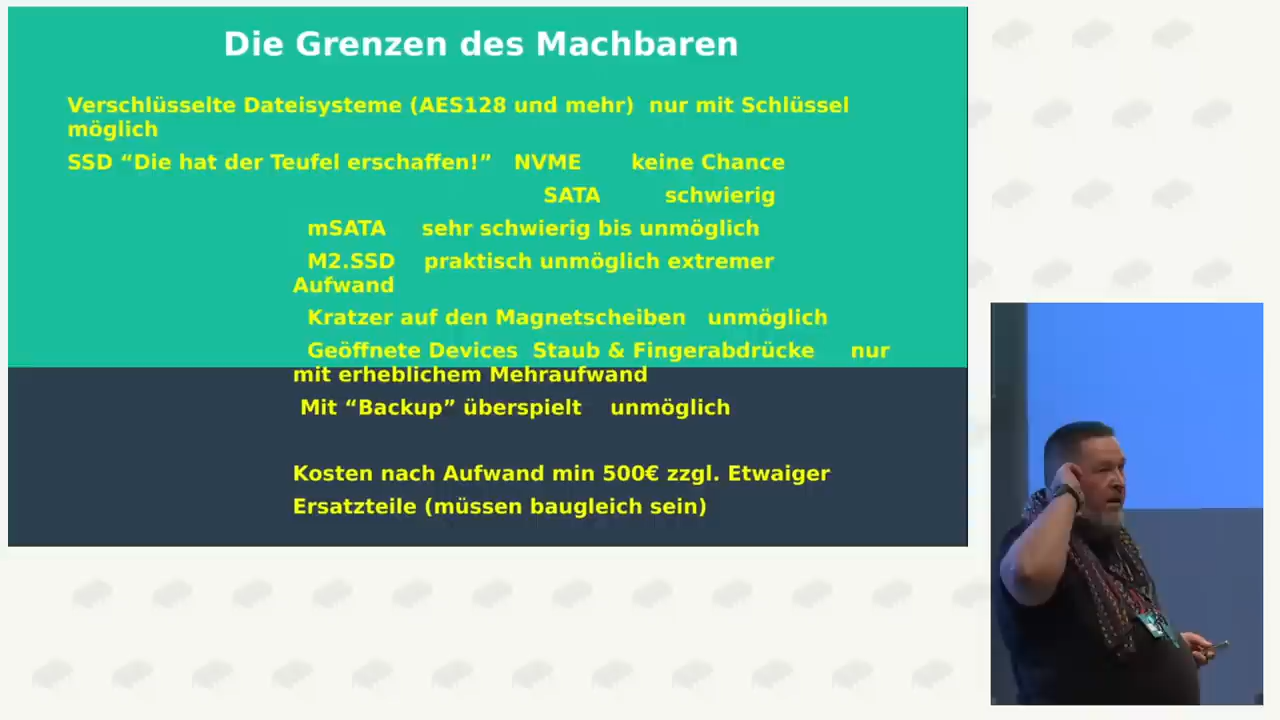 Die Grenzen des Machbaren
Verschlüsselte Dateisysteme (AES128 und mehr) nur mit Schlüssel
möglich
SSD “Die hat der Teufel erschaffen!” NVME keine Chance
SATA schwierig
mSATA sehr schwierig bis unmöglich
M2.SSD praktisch unmöglich extremer
Aufwand
Kratzer auf den Magnetscheiben unmöglich
Geöffnete Devices Staub & Fingerabdrücke nur
mit erheblichem Mehraufwand
Mit “Backup” überspielt unmöglich
Kosten nach Aufwand min 500€ zzgl. Etwaiger
Ersatzteile (müssen baugleich sein)